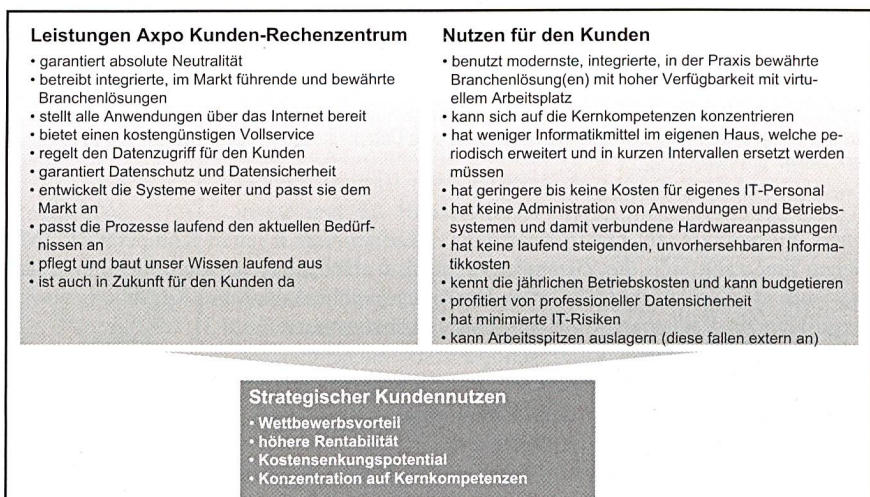 Leistungen Axpo Kunden-Rechenzentrum
• garantiert absolute Neutralität
• betreibt integrierte, im Markt führende und bewährte
Branchenlösungen
• stellt alle Anwendungen über das Internet bereit
• bietet einen kostengünstigen Vollservice
• regelt den Datenzugriff für den Kunden
• garantiert Datenschutz und Datensicherheit
• entwickelt die Systeme weiter und passt sie dem
Markt an
• passt die Prozesse laufend den aktuellen Bedürf-
nissen an
• pflegt und baut unser Wissen laufend aus
• ist auch in Zukunft für den Kunden da
Nutzen für den Kunden
• benutzt modernste, integrierte, in der Praxis bewährte
Branchenlösung(en) mit hoher Verfügbarkeit mit virtu-
ellem Arbeitsplatz
• kann sich auf die Kernkompetenzen konzentrieren
• hat weniger Informatikmittel im eigenen Haus, welche pe-
riodisch erweitert und in kurzen Intervallen ersetzt werden
müssen
• hat geringere bis keine Kosten für eigenes IT-Personal
• hat keine Administration von Anwendungen und Betriebs-
systemen und damit verbundene Hardwareanpassungen
• hat keine laufend steigenden, unvorhersehbaren Informa-
tikkosten
• kennt die jährlichen Betriebskosten und kann budgetieren
• profitiert von professioneller Datensicherheit
• hat minimierte IT-Risiken
• kann Arbeitsspitzen auslagern (diese fallen extern an)
Strategischer Kundennutzen
• Wettbewerbsvorteil
• höhere Rentabilität
• Kostensenkungspotential
• Konzentration auf Kernkompetenzen